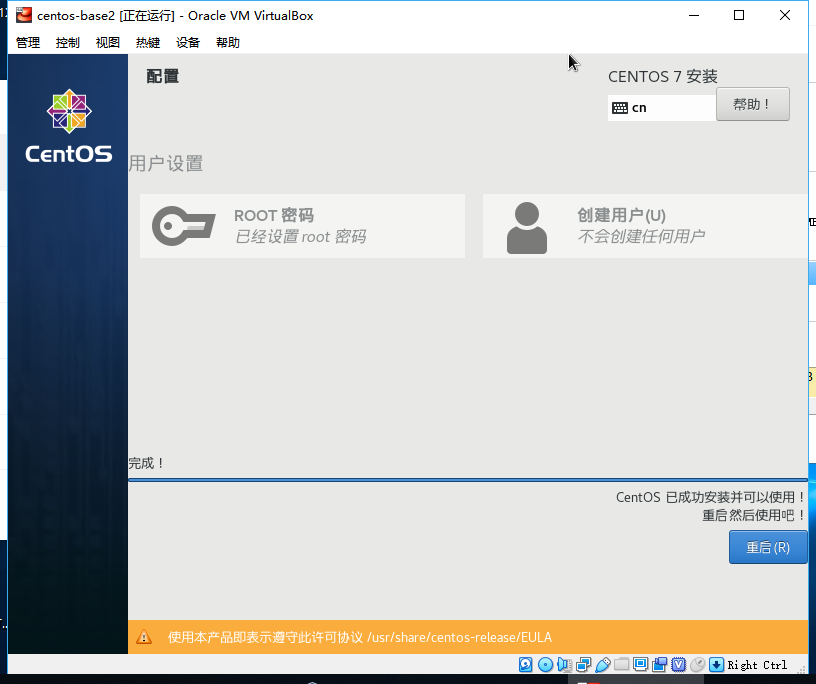 centos-base2 [正在运行] - Oracle VM VirtualBox
管理 控制 视图 热键 设备 帮助
配置
CENTOS 7 安装
cn
帮助！
CentOS
用户设置
ROOT 密码
已经设置 root 密码
创建用户(U)
不会创建任何用户
完成！
CentOS 已成功安装并可以使用！
重启然后使用吧！
重启(R)
使用本产品即表示遵守此许可协议 /usr/share/centos-release/EULA
Right Ctrl